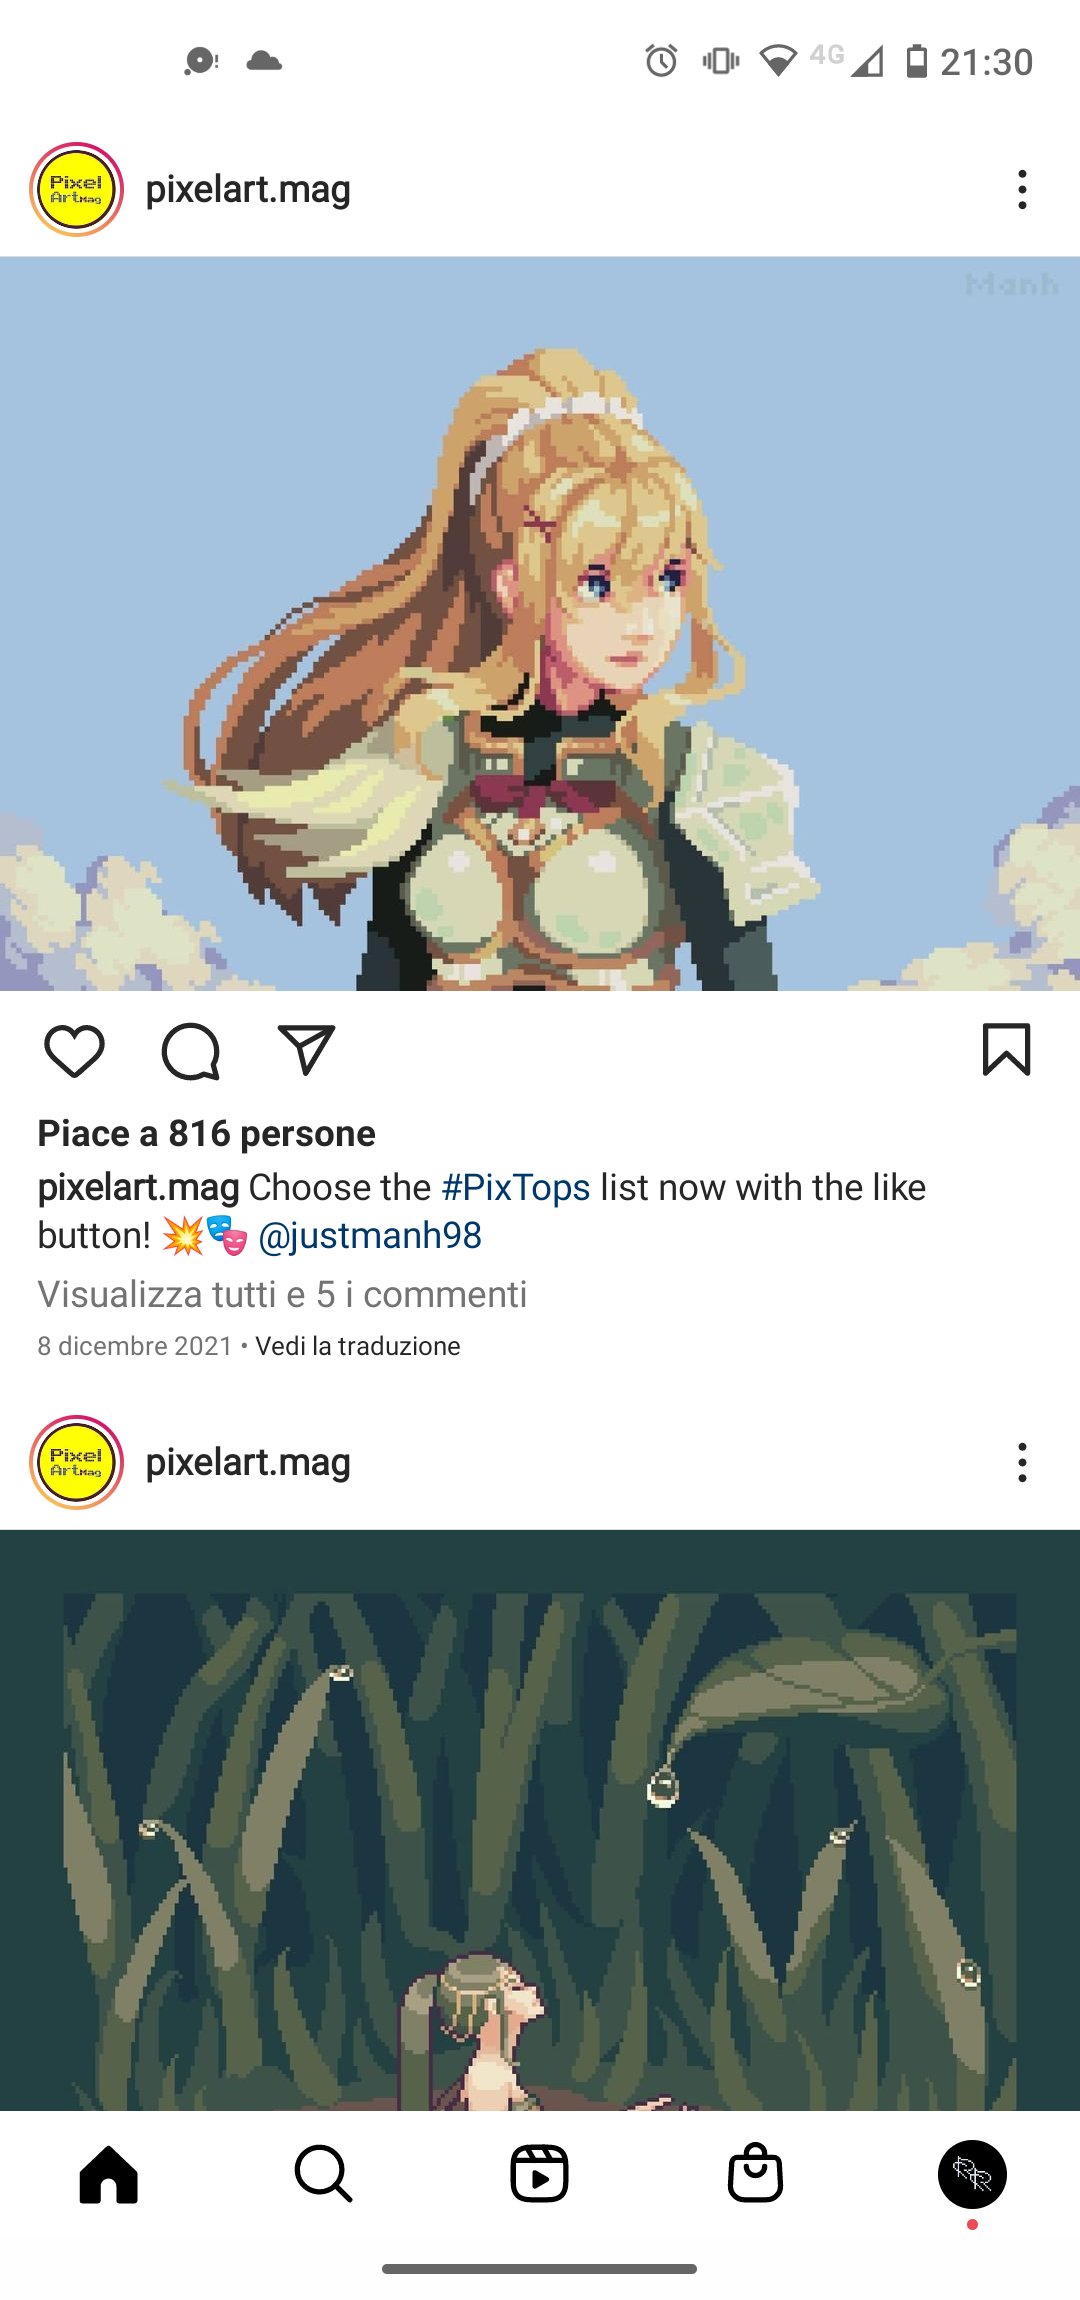 4G 21:30
Pixel
ArtMag
pixelart.mag
Manh
Piace a 816 persone
pixelart.mag Choose the #PixTops list now with the like
button! 💥🎭 @justmanh98
Visualizza tutti e 5 i commenti
8 dicembre 2021 • Vedi la traduzione
Pixel
ArtMag
pixelart.mag